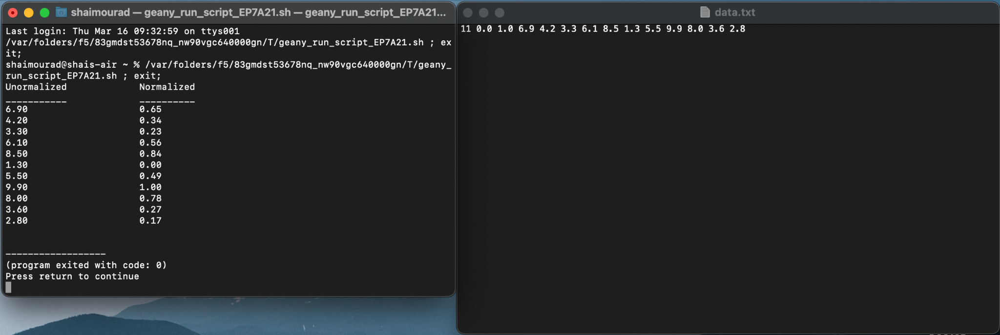 shaimourad — geany_run_script_EP7A21.sh — geany_run_script_EP7A21...
Last login: Thu Mar 16 09:32:59 on ttys001
/var/folders/f5/83gmdst53678nq_nw90vgc640000gn/T/geany_run_script_EP7A21.sh ; ex
it;
shaimourad@shais-air ~ % /var/folders/f5/83gmdst53678nq_nw90vgc640000gn/T/geany_
run_script_EP7A21.sh ; exit;
Unormalized Normalized
___________ __________
6.90 0.65
4.20 0.34
3.30 0.23
6.10 0.56
8.50 0.84
1.30 0.00
5.50 0.49
9.90 1.00
8.00 0.78
3.60 0.27
2.80 0.17
------------------
(program exited with code: 0)
Press return to continue
data.txt
11 0.0 1.0 6.9 4.2 3.3 6.1 8.5 1.3 5.5 9.9 8.0 3.6 2.8